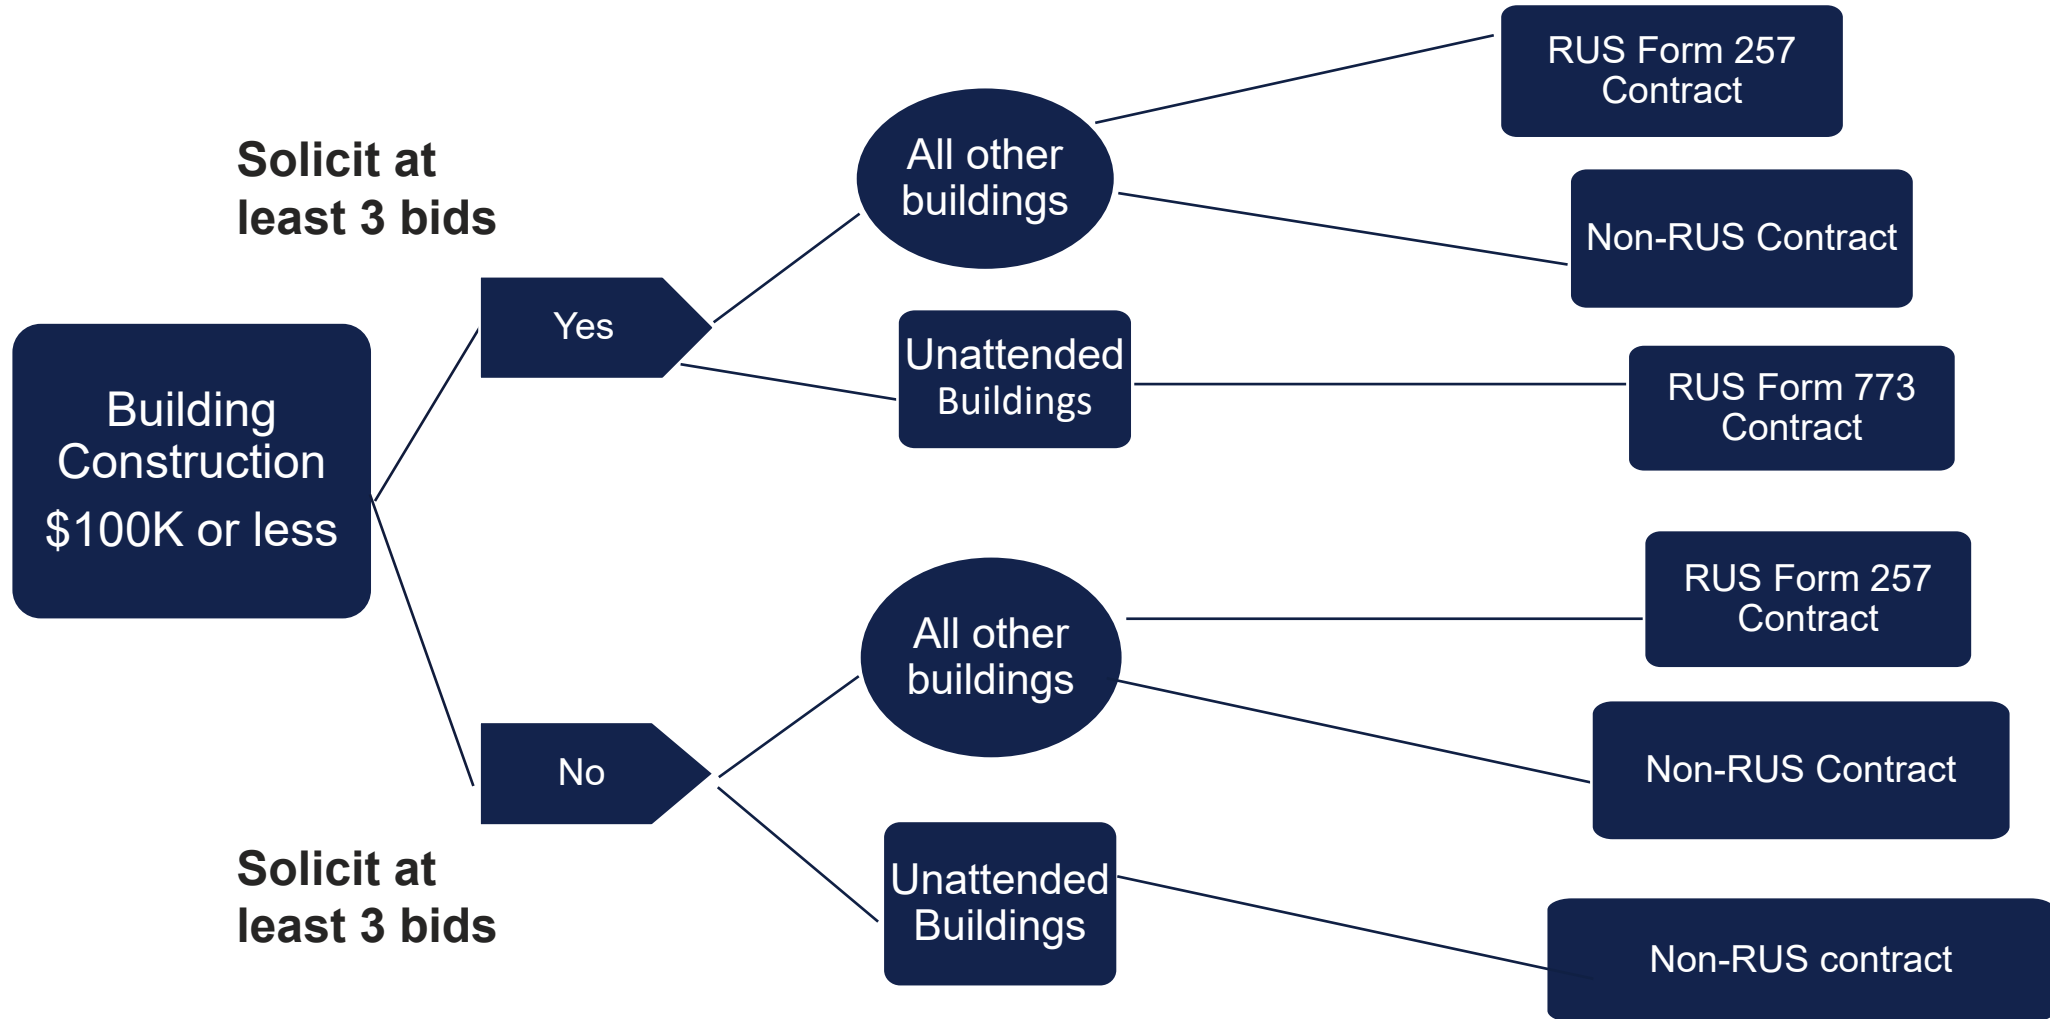 Solicit at
least 3 bids
Building
Construction
$100K or less
Yes
All other
buildings
Unattended
Buildings
RUS Form 257
Contract
Non-RUS Contract
RUS Form 773
Contract
Solicit at
least 3 bids
No
All other
buildings
Unattended
Buildings
RUS Form 257
Contract
Non-RUS Contract
Non-RUS contract